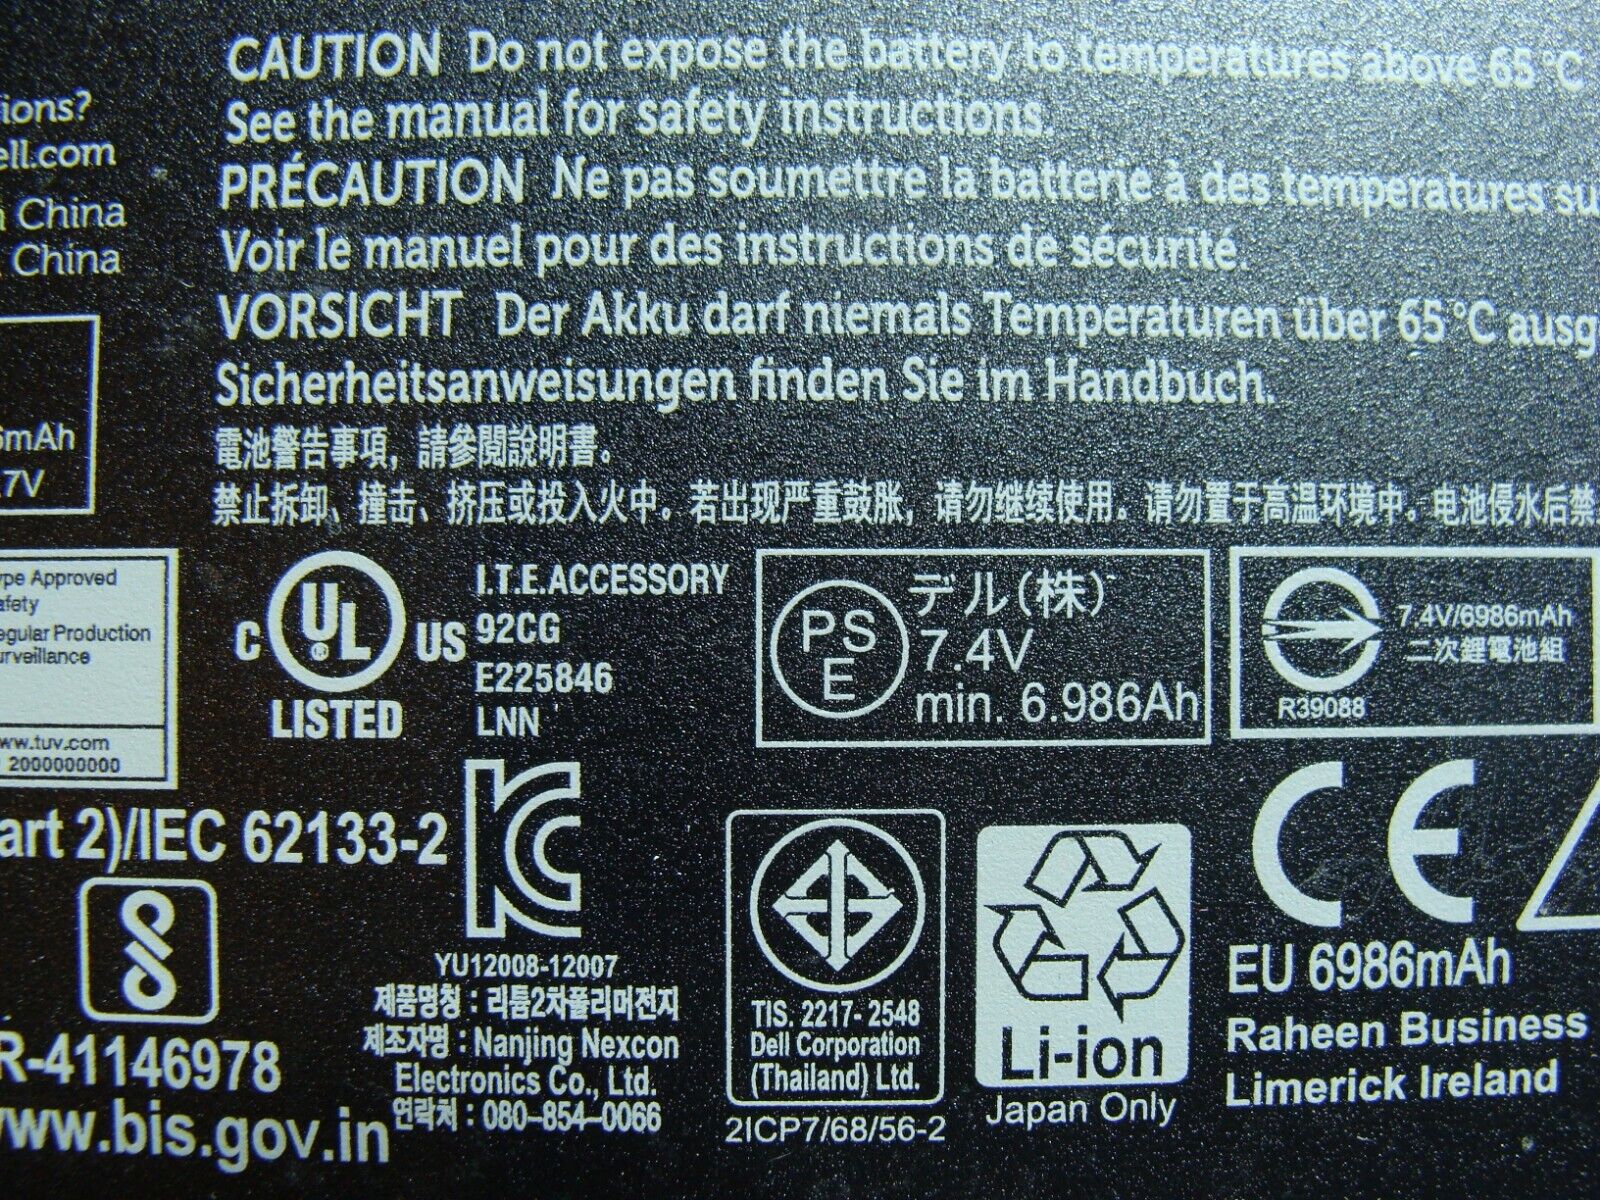 CAUTION Do not expose the battery to temperatures above 65 °C
See the manual for safety instructions.
PRÉCAUTION Ne pas soumettre la batterie à des temperatures su
Voir le manuel pour des instructions de sécurité.
VORSICHT Der Akku darf niemals Temperaturen über 65 °C ausg
Sicherheitsanweisungen finden Sie im Handbuch.
電池警告事項，請參閱說明書。
禁止拆卸、撞击、挤压或投入火中。若出现严重鼓胀，请勿继续使用。请勿置于高温环境中。电池侵水后禁
ions?
ell.com
China
China
6mAh
.7V
ype Approved
afety
egular Production
urveillance
ww.tuv.com
2000000000
C UL US
LISTED
I.T.E.ACCESSORY
92CG
E225846
LNN
PS
E
デル(株)
7.4V
min. 6.986Ah
7.4V/6986mAh
二次鋰電池組
R39088
art 2)/IEC 62133-2
R-41146978
www.bis.gov.in
KC
YU12008-12007
제품명칭 : 리튬2차폴리머전지
제조자명 : Nanjing Nexcon
Electronics Co., Ltd.
연락처 : 080-854-0066
TIS. 2217- 2548
Dell Corporation
(Thailand) Ltd.
2ICP7/68/56-2
Li-ion
Japan Only
CE
EU 6986mAh
Raheen Business
Limerick Ireland